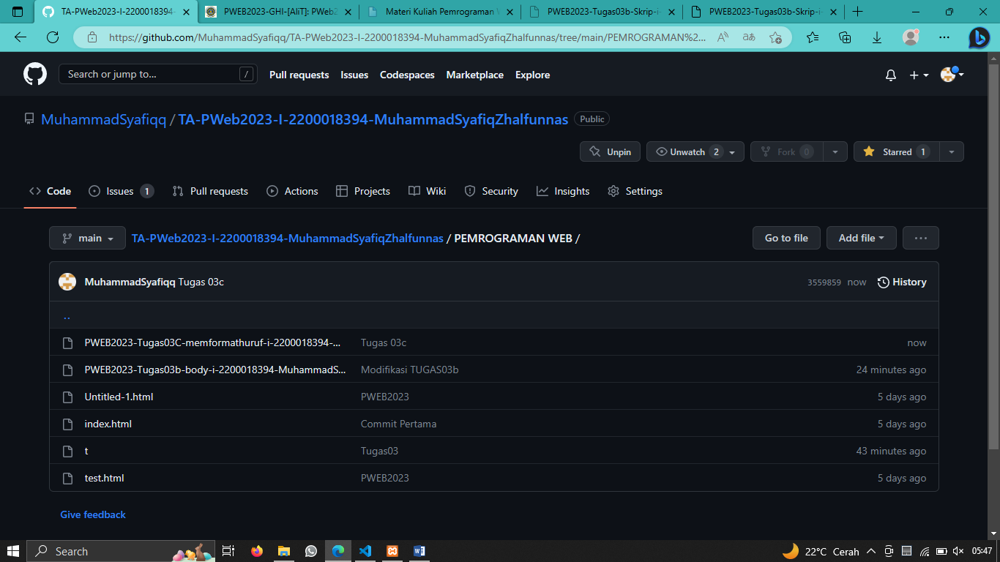 TA-PWeb2023-I-2200018394-
PWEB2023-GHI-[AliT]: PWeb2
Materi Kuliah Pemrograman
PWEB2023-Tugas03b-Skrip-i-
PWEB2023-Tugas03b-Skrip-i-
https://github.com/MuhammadSyafiqq/TA-PWeb2023-I-2200018394-MuhammadSyafiqZhalfunnas/tree/main/PEMROGRAMAN%2...
Search or jump to...
/
Pull requests
Issues
Codespaces
Marketplace
Explore
MuhammadSyafiqq / TA-PWeb2023-I-2200018394-MuhammadSyafiqZhalfunnas Public
Unpin
Unwatch 2
Fork 0
Starred 1
Code
Issues 1
Pull requests
Actions
Projects
Wiki
Security
Insights
Settings
main
TA-PWeb2023-I-2200018394-MuhammadSyafiqZhalfunnas / PEMROGRAMAN WEB /
Go to file
Add file
...
MuhammadSyafiqq Tugas 03c 3559859 now History
..
PWEB2023-Tugas03C-memformathuruf-i-2200018394-... Tugas 03c now
PWEB2023-Tugas03b-body-i-2200018394-MuhammadS... Modifikasi TUGAS03b 24 minutes ago
Untitled-1.html PWEB2023 5 days ago
index.html Commit Pertama 5 days ago
t Tugas03 43 minutes ago
test.html PWEB2023 5 days ago
Give feedback
Search
22°C Cerah
05:47